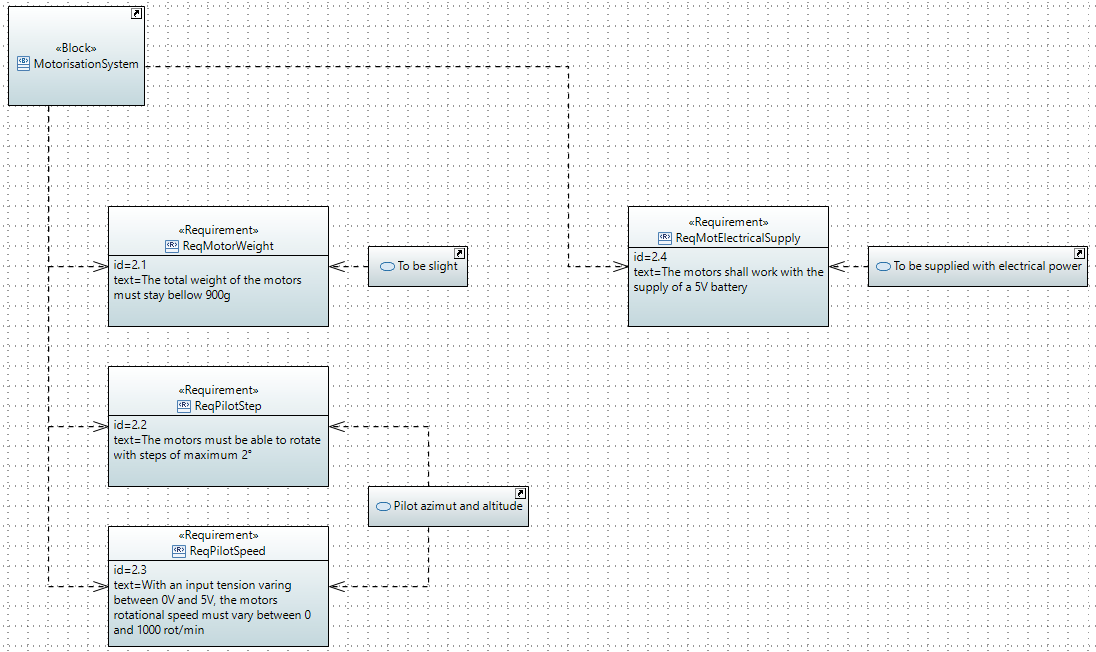 «Block»
MotorisationSystem
«Requirement»
ReqMotorWeight
id=2.1
text=The total weight of the motors
must stay bellow 900g
To be slight
«Requirement»
ReqMotElectricalSupply
id=2.4
text=The motors shall work with the
supply of a 5V battery
To be supplied with electrical power
«Requirement»
ReqPilotStep
id=2.2
text=The motors must be able to rotate
with steps of maximum 2°
Pilot azimut and altitude
«Requirement»
ReqPilotSpeed
id=2.3
text=With an input tension varing
between 0V and 5V, the motors
rotational speed must vary between 0
and 1000 rot/min